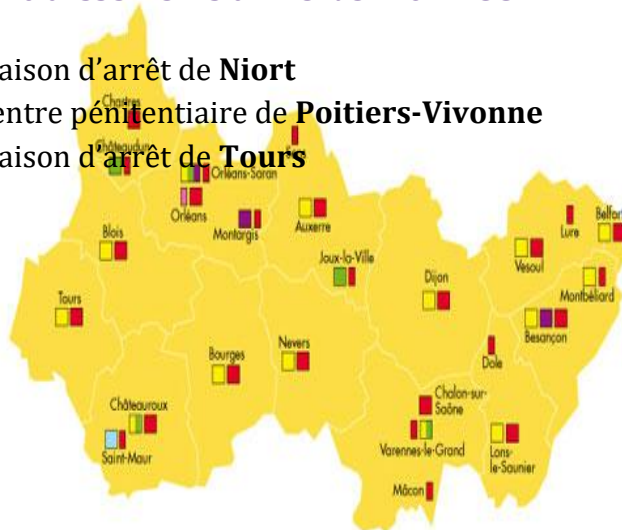 aison d'arrêt de Niort
entre pénitentiaire de Poitiers-Vivonne
aison d'arrêt de Tours
Chartres
Châteaudun
Orléans-Saran
Orléans
Montargis
Sens
Auxerre
Blois
Joux-la-Ville
Lure
Belfort
Vesoul
Montbéliard
Tours
Dijon
Besançon
Bourges
Nevers
Dole
Châteauroux
Saint-Maur
Chalon-sur-
Saône
Varennes-le-Grand
Lons-
le-Saunier
Mâcon